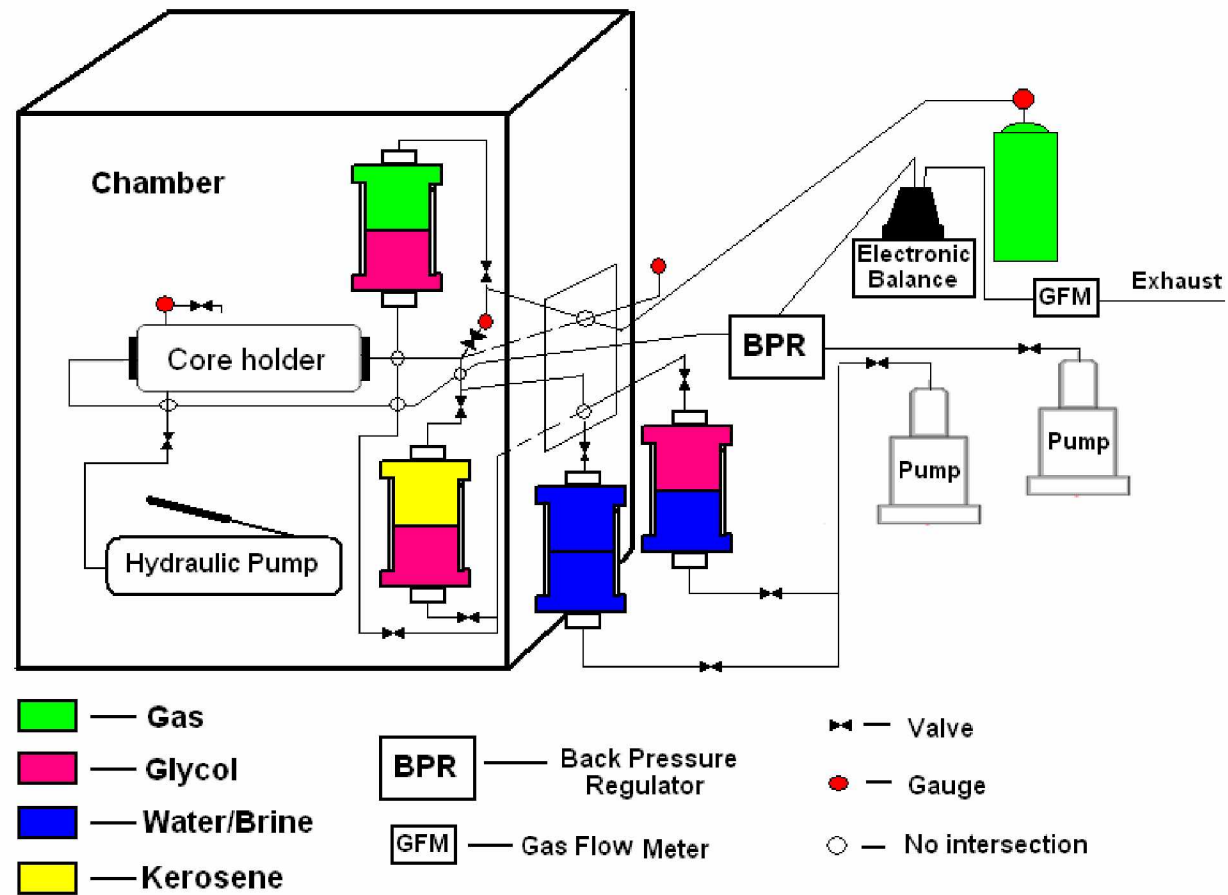 Chamber
Electronic
Balance
Exhaust
GFM
BPR
Core holder
Pump
Pump
Hydraulic Pump
Gas
Glycol
Water/Brine
Kerosene
BPR
Back Pressure
Regulator
GFM
Gas Flow Meter
Valve
Gauge
No intersection